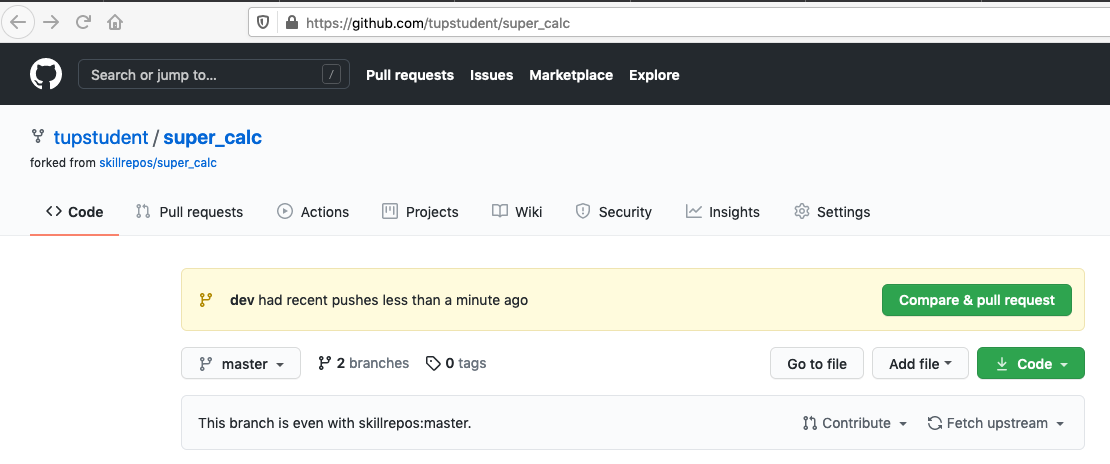 https://github.com/tupstudent/super_calc
Search or jump to... / Pull requests Issues Marketplace Explore
tupstudent / super_calc
forked from skillrepos/super_calc
Code Pull requests Actions Projects Wiki Security Insights Settings
dev had recent pushes less than a minute ago Compare & pull request
master 2 branches 0 tags Go to file Add file Code
This branch is even with skillrepos:master. Contribute Fetch upstream